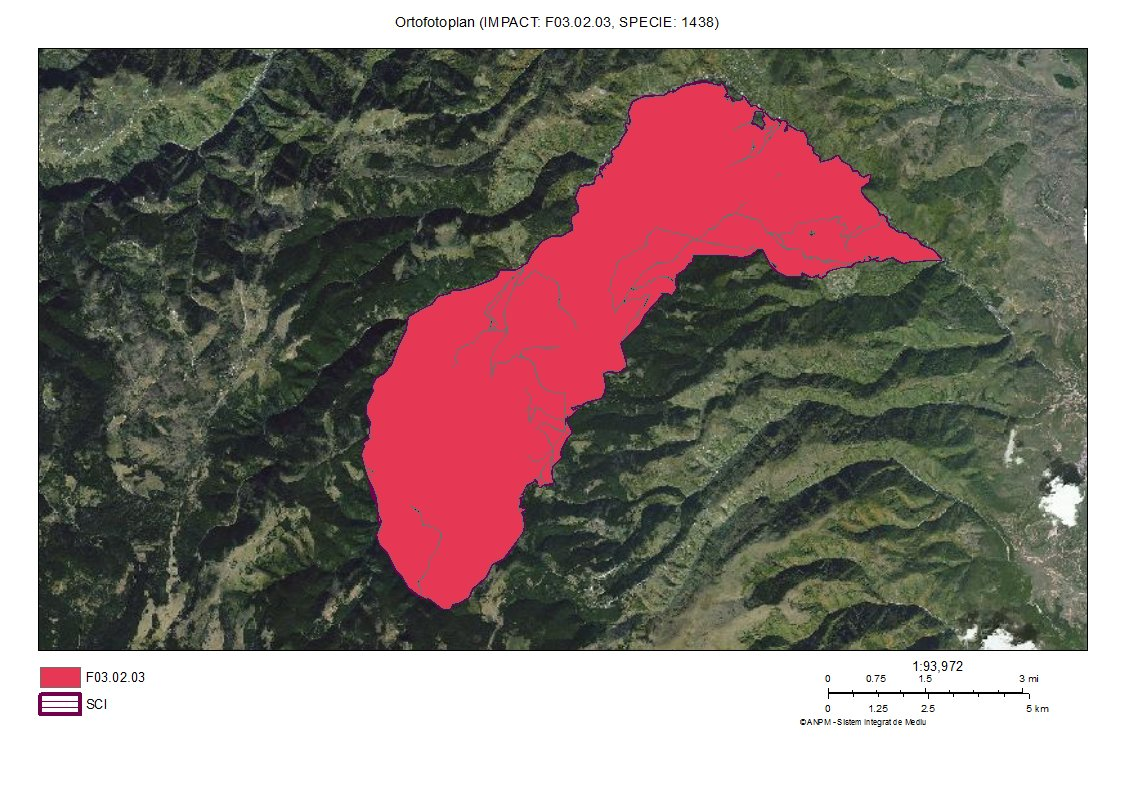 Ortofotoplan (IMPACT: F03.02.03, SPECIE: 1438)
F03.02.03
SCI
1:93,972
0 0.75 1.5 3 mi
0 1.25 2.5 5 km
©ANPM - Sistem Integrat de Mediu